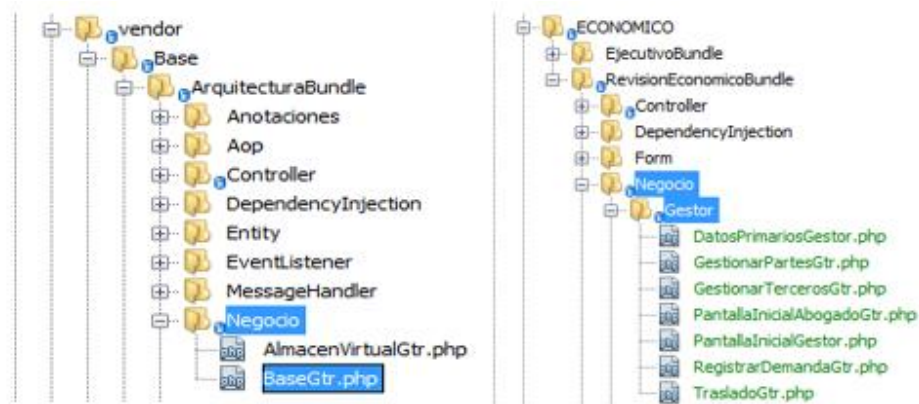 vendor
Base
ArquitecturaBundle
Anotaciones
Aop
Controller
DependencyInjection
Entity
EventListener
MessageHandler
Negocio
AlmacenVirtualGtr.php
BaseGtr.php
ECONOMICO
EjecutivoBundle
RevisionEconomicoBundle
Controller
DependencyInjection
Form
Negocio
Gestor
DatosPrimariosGestor.php
GestionarPartesGtr.php
GestionarTercerosGtr.php
PantallaInicialAbogadoGtr.php
PantallaInicialGestor.php
RegistrarDemandaGtr.php
TrasladoGtr.php